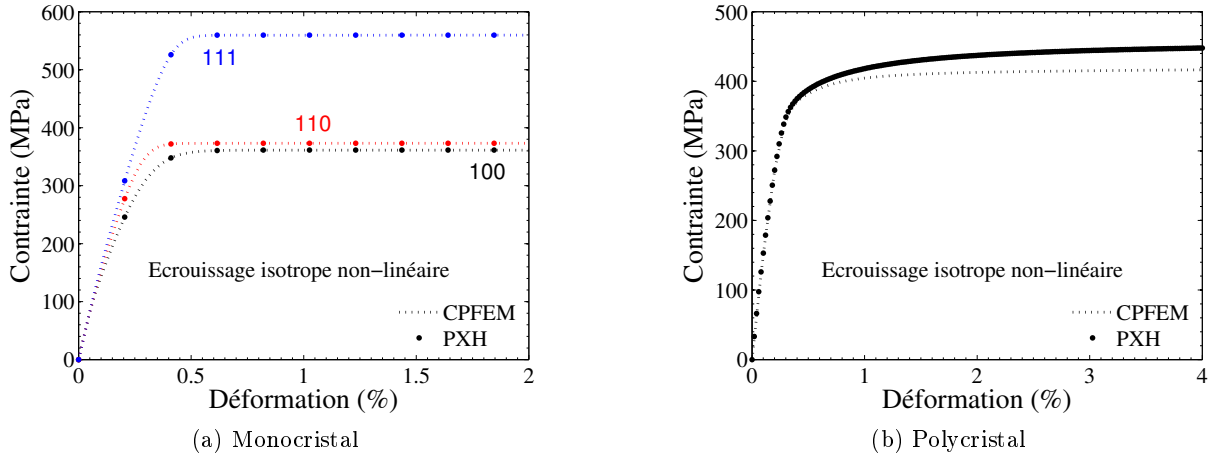 600
500
400
300
200
100
0
Contrainte (MPa)
111
110
100
Ecrouissage isotrope non−linéaire
CPFEM
PXH
0 0.5 1 1.5 2
Déformation (%)
(a) Monocristal
500
400
300
200
100
0
Contrainte (MPa)
Ecrouissage isotrope non−linéaire
CPFEM
PXH
0 1 2 3 4
Déformation (%)
(b) Polycristal